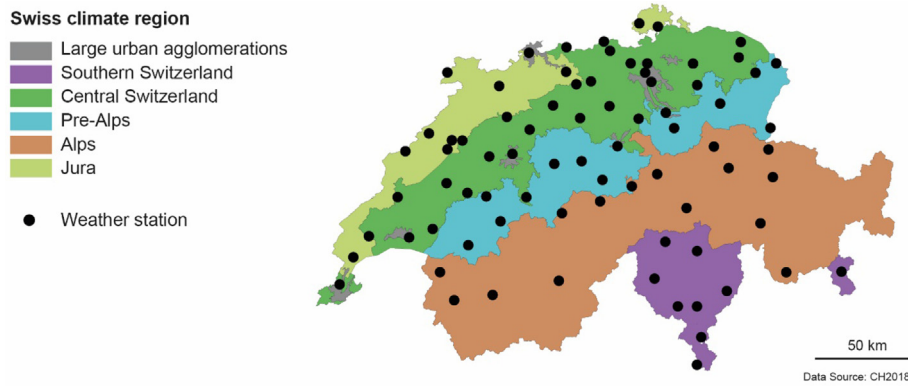 Swiss climate region
Large urban agglomerations
Southern Switzerland
Central Switzerland
Pre-Alps
Alps
Jura
Weather station
50 km
Data Source: CH2018